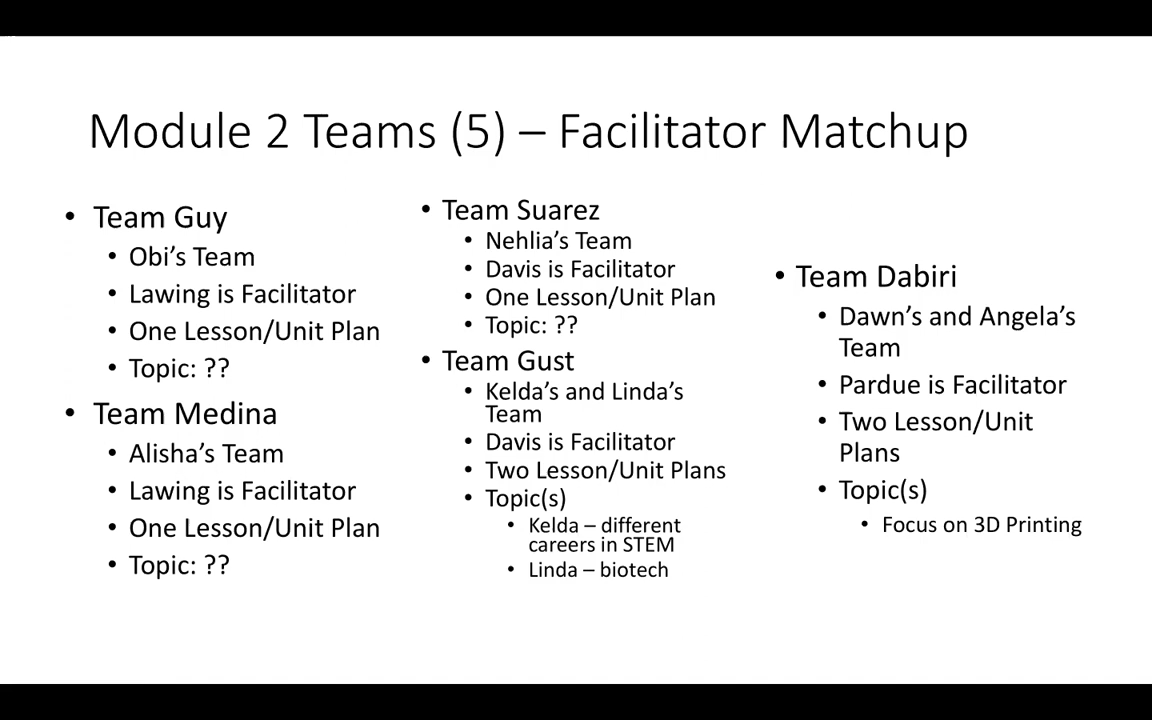 Module 2 Teams (5) – Facilitator Matchup
• Team Guy
• Obi’s Team
• Lawing is Facilitator
• One Lesson/Unit Plan
• Topic: ??
• Team Medina
• Alisha’s Team
• Lawing is Facilitator
• One Lesson/Unit Plan
• Topic: ??
• Team Suarez
• Nehlia’s Team
• Davis is Facilitator
• One Lesson/Unit Plan
• Topic: ??
• Team Gust
• Kelda’s and Linda’s
Team
• Davis is Facilitator
• Two Lesson/Unit Plans
• Topic(s)
• Kelda – different
careers in STEM
• Linda – biotech
• Team Dabiri
• Dawn’s and Angela’s
Team
• Pardue is Facilitator
• Two Lesson/Unit
Plans
• Topic(s)
• Focus on 3D Printing